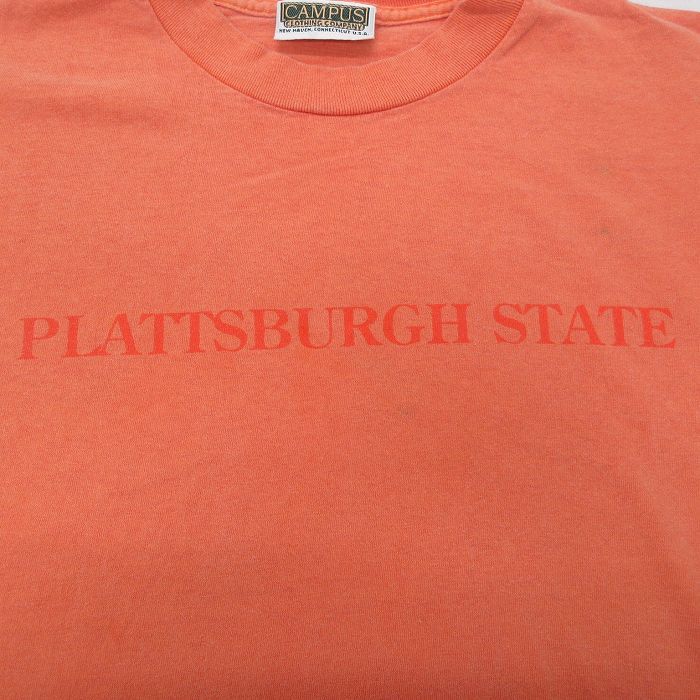 CAMPUS
CLOTHING COMPANY
NEW HAVEN, CONNECTICUT U.S.A.
PLATTSBURGH STATE